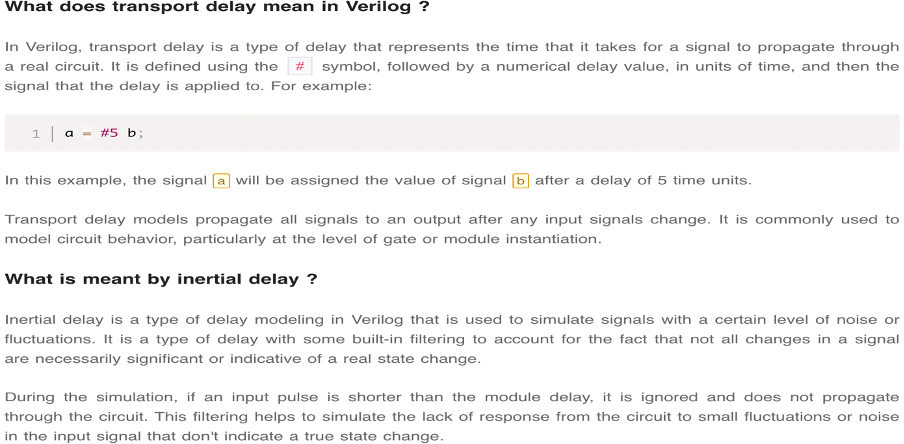 What does transport delay mean in Verilog ?
In Verilog, transport delay is a type of delay that represents the time that it takes for a signal to propagate through
a real circuit. It is defined using the # symbol, followed by a numerical delay value, in units of time, and then the
signal that the delay is applied to. For example:
1 | a = #5 b;
In this example, the signal a will be assigned the value of signal b after a delay of 5 time units.
Transport delay models propagate all signals to an output after any input signals change. It is commonly used to
model circuit behavior, particularly at the level of gate or module instantiation.
What is meant by inertial delay ?
Inertial delay is a type of delay modeling in Verilog that is used to simulate signals with a certain level of noise or
fluctuations. It is a type of delay with some built-in filtering to account for the fact that not all changes in a signal
are necessarily significant or indicative of a real state change.
During the simulation, if an input pulse is shorter than the module delay, it is ignored and does not propagate
through the circuit. This filtering helps to simulate the lack of response from the circuit to small fluctuations or noise
in the input signal that don't indicate a true state change.